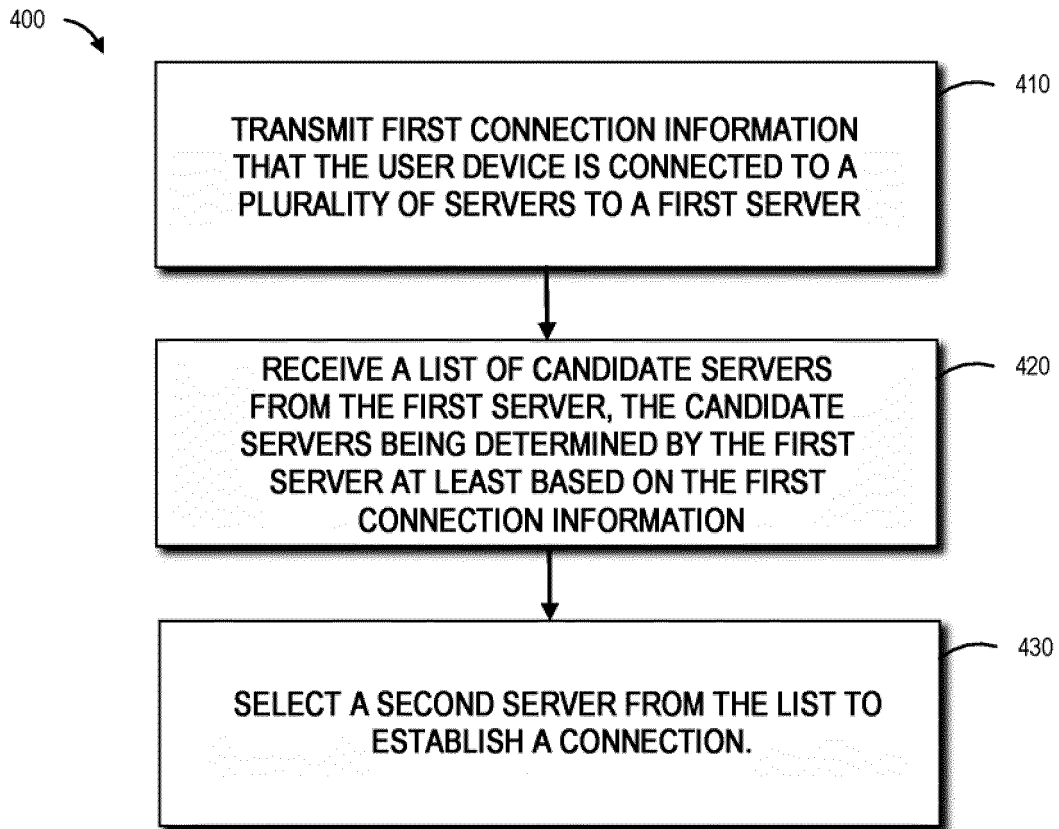 400
410
TRANSMIT FIRST CONNECTION INFORMATION
THAT THE USER DEVICE IS CONNECTED TO A
PLURALITY OF SERVERS TO A FIRST SERVER
420
RECEIVE A LIST OF CANDIDATE SERVERS
FROM THE FIRST SERVER, THE CANDIDATE
SERVERS BEING DETERMINED BY THE FIRST
SERVER AT LEAST BASED ON THE FIRST
CONNECTION INFORMATION
430
SELECT A SECOND SERVER FROM THE LIST TO
ESTABLISH A CONNECTION.